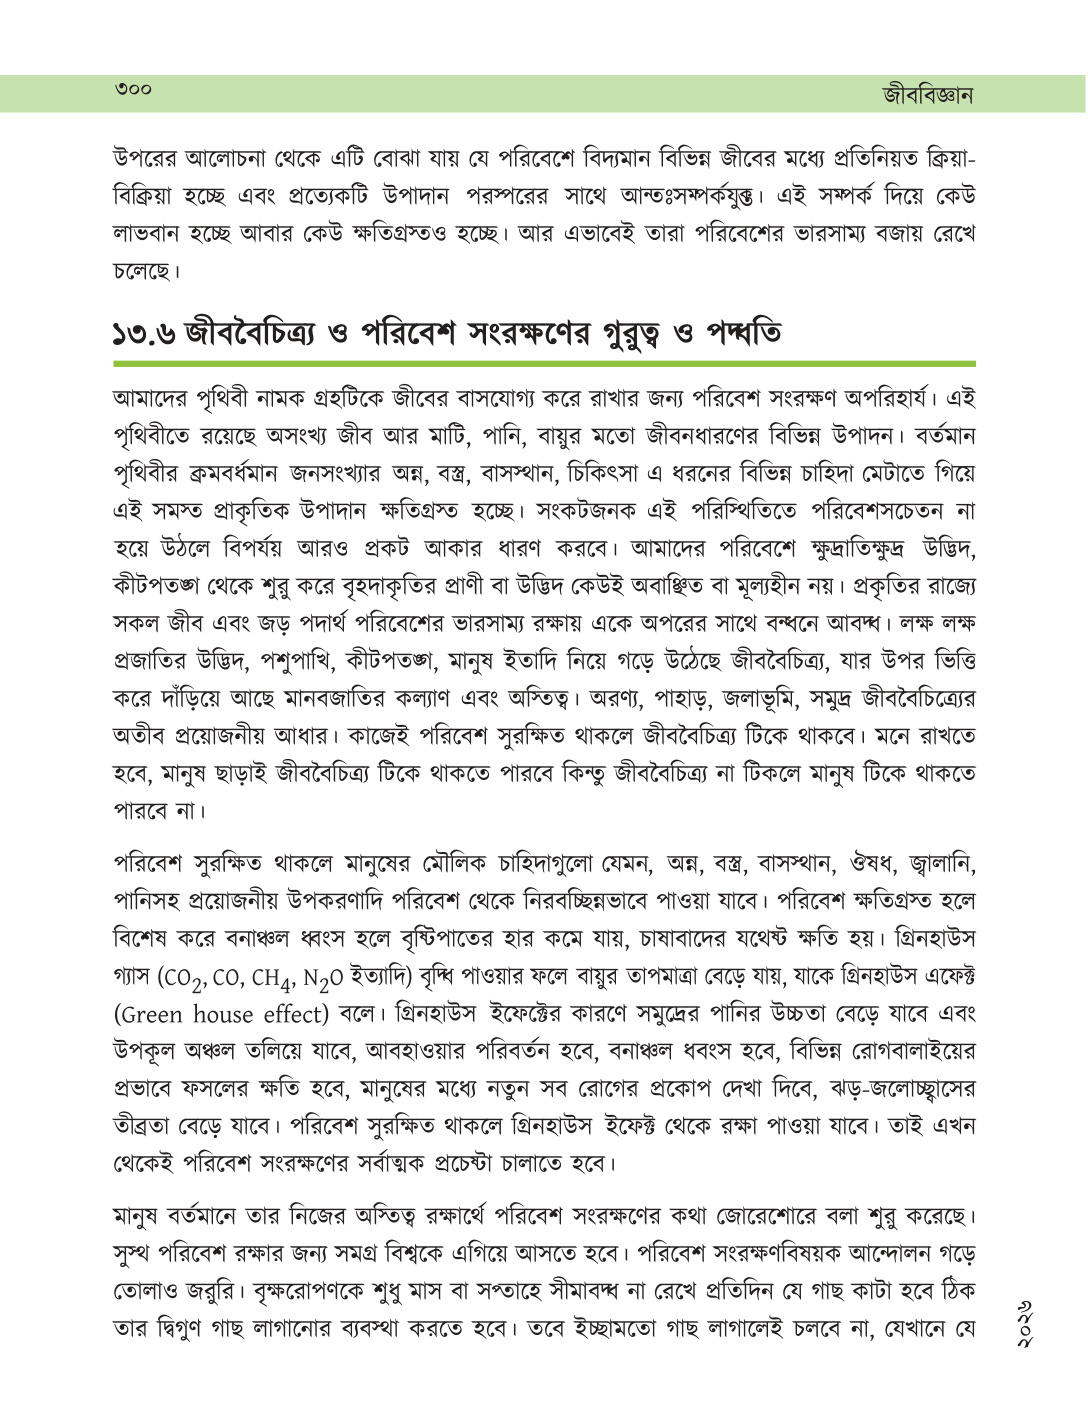 ৩০০
জীববিজ্ঞান
উপরের আলোচনা থেকে এটি বোঝা যায় যে পরিবেশে বিদ্যমান বিভিন্ন জীবের মধ্যে প্রতিনিয়ত ক্রিয়া-
বিক্রিয়া হচ্ছে এবং প্রত্যেকটি উপাদান পরস্পরের সাথে আন্তঃসম্পর্কযুক্ত। এই সম্পর্ক দিয়ে কেউ
লাভবান হচ্ছে আবার কেউ ক্ষতিগ্রস্তও হচ্ছে। আর এভাবেই তারা পরিবেশের ভারসাম্য বজায় রেখে
চলেছে।
১৩.৬ জীববৈচিত্র্য ও পরিবেশ সংরক্ষণের গুরুত্ব ও পদ্ধতি
আমাদের পৃথিবী নামক গ্রহটিকে জীবের বাসযোগ্য করে রাখার জন্য পরিবেশ সংরক্ষণ অপরিহার্য। এই
পৃথিবীতে রয়েছে অসংখ্য জীব আর মাটি, পানি, বায়ুর মতো জীবনধারণের বিভিন্ন উপাদন। বর্তমান
পৃথিবীর ক্রমবর্ধমান জনসংখ্যার অন্ন, বস্ত্র, বাসস্থান, চিকিৎসা এ ধরনের বিভিন্ন চাহিদা মেটাতে গিয়ে
এই সমস্ত প্রাকৃতিক উপাদান ক্ষতিগ্রস্ত হচ্ছে। সংকটজনক এই পরিস্থিতিতে পরিবেশসচেতন না
হয়ে উঠলে বিপর্যয় আরও প্রকট আকার ধারণ করবে। আমাদের পরিবেশে ক্ষুদ্রাতিক্ষুদ্র উদ্ভিদ,
কীটপতঙ্গ থেকে শুরু করে বৃহদাকৃতির প্রাণী বা উদ্ভিদ কেউই অবাঞ্ছিত বা মূল্যহীন নয়। প্রকৃতির রাজ্যে
সকল জীব এবং জড় পদার্থ পরিবেশের ভারসাম্য রক্ষায় একে অপরের সাথে বন্ধনে আবদ্ধ। লক্ষ লক্ষ
প্রজাতির উদ্ভিদ, পশুপাখি, কীটপতঙ্গ, মানুষ ইতাদি নিয়ে গড়ে উঠেছে জীববৈচিত্র্য, যার উপর ভিত্তি
করে দাঁড়িয়ে আছে মানবজাতির কল্যাণ এবং অস্তিত্ব। অরণ্য, পাহাড়, জলাভূমি, সমুদ্র জীববৈচিত্র্যের
অতীব প্রয়োজনীয় আধার। কাজেই পরিবেশ সুরক্ষিত থাকলে জীববৈচিত্র্য টিকে থাকবে। মনে রাখতে
হবে, মানুষ ছাড়াই জীববৈচিত্র্য টিকে থাকতে পারবে কিন্তু জীববৈচিত্র্য না টিকলে মানুষ টিকে থাকতে
পারবে না।
পরিবেশ সুরক্ষিত থাকলে মানুষের মৌলিক চাহিদাগুলো যেমন, অন্ন, বস্ত্র, বাসস্থান, ঔষধ, জ্বালানি,
পানিসহ প্রয়োজনীয় উপকরণাদি পরিবেশ থেকে নিরবচ্ছিন্নভাবে পাওয়া যাবে। পরিবেশ ক্ষতিগ্রস্ত হলে
বিশেষ করে বনাঞ্চল ধ্বংস হলে বৃষ্টিপাতের হার কমে যায়, চাষাবাদের যথেষ্ট ক্ষতি হয়। গ্রিনহাউস
গ্যাস (CO₂, CO, CH₄, N₂O ইত্যাদি) বৃদ্ধি পাওয়ার ফলে বায়ুর তাপমাত্রা বেড়ে যায়, যাকে গ্রিনহাউস এফেক্ট
(Green house effect) বলে। গ্রিনহাউস ইফেক্টের কারণে সমুদ্রের পানির উচ্চতা বেড়ে যাবে এবং
উপকূল অঞ্চল তলিয়ে যাবে, আবহাওয়ার পরিবর্তন হবে, বনাঞ্চল ধবংস হবে, বিভিন্ন রোগবালাইয়ের
প্রভাবে ফসলের ক্ষতি হবে, মানুষের মধ্যে নতুন সব রোগের প্রকোপ দেখা দিবে, ঝড়-জলোচ্ছ্বাসের
তীব্রতা বেড়ে যাবে। পরিবেশ সুরক্ষিত থাকলে গ্রিনহাউস ইফেক্ট থেকে রক্ষা পাওয়া যাবে। তাই এখন
থেকেই পরিবেশ সংরক্ষণের সর্বাত্মক প্রচেষ্টা চালাতে হবে।
মানুষ বর্তমানে তার নিজের অস্তিত্ব রক্ষার্থে পরিবেশ সংরক্ষণের কথা জোরেশোরে বলা শুরু করেছে।
সুস্থ পরিবেশ রক্ষার জন্য সমগ্র বিশ্বকে এগিয়ে আসতে হবে। পরিবেশ সংরক্ষণবিষয়ক আন্দোলন গড়ে
তোলাও জরুরি। বৃক্ষরোপণকে শুধু মাস বা সপ্তাহে সীমাবদ্ধ না রেখে প্রতিদিন যে গাছ কাটা হবে ঠিক
তার দ্বিগুণ গাছ লাগানোর ব্যবস্থা করতে হবে। তবে ইচ্ছামতো গাছ লাগালেই চলবে না, যেখানে যে
২০২৬